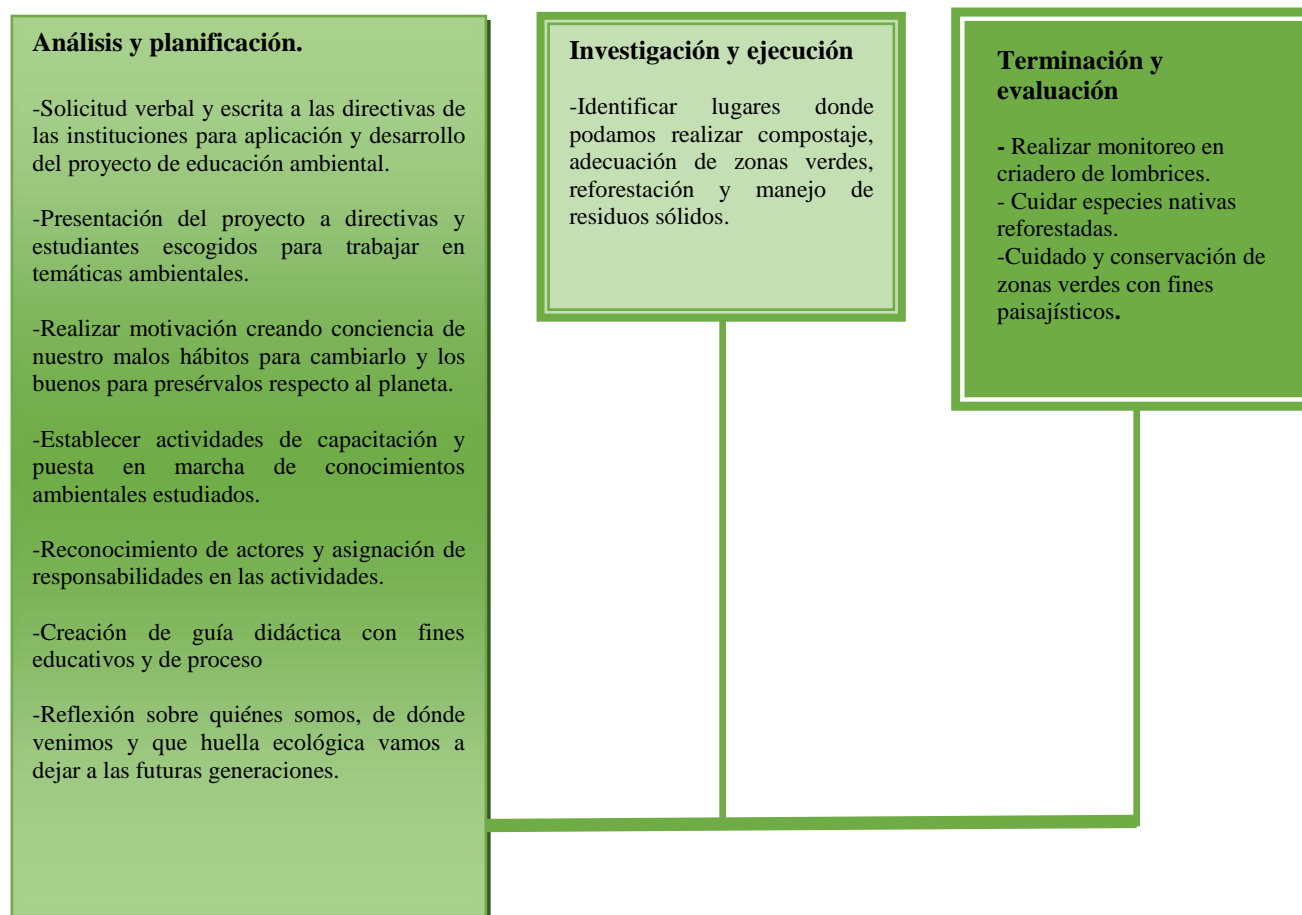 Análisis y planificación.
-Solicitud verbal y escrita a las directivas de
las instituciones para aplicación y desarrollo
del proyecto de educación ambiental.
-Presentación del proyecto a directivas y
estudiantes escogidos para trabajar en
temáticas ambientales.
-Realizar motivación creando conciencia de
nuestro malos hábitos para cambiarlo y los
buenos para presérvalos respecto al planeta.
-Establecer actividades de capacitación y
puesta en marcha de conocimientos
ambientales estudiados.
-Reconocimiento de actores y asignación de
responsabilidades en las actividades.
-Creación de guía didáctica con fines
educativos y de proceso
-Reflexión sobre quiénes somos, de dónde
venimos y que huella ecológica vamos a
dejar a las futuras generaciones.
Investigación y ejecución
-Identificar lugares donde
podamos realizar compostaje,
adecuación de zonas verdes,
reforestación y manejo de
residuos sólidos.
Terminación y
evaluación
- Realizar monitoreo en
criadero de lombrices.
- Cuidar especies nativas
reforestadas.
-Cuidado y conservación de
zonas verdes con fines
paisajísticos.